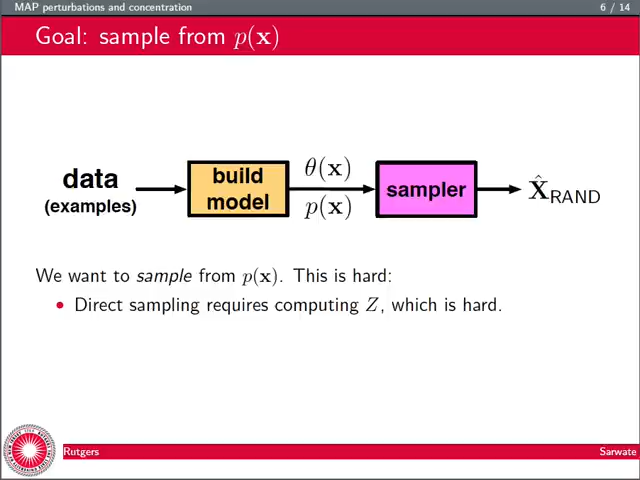 MAP perturbations and concentration 6 / 14
Goal: sample from p(x)
data
(examples)
build
model
θ(x)
p(x)
sampler
X̂RAND
We want to sample from p(x). This is hard:
• Direct sampling requires computing Z, which is hard.
Rutgers Sarwate